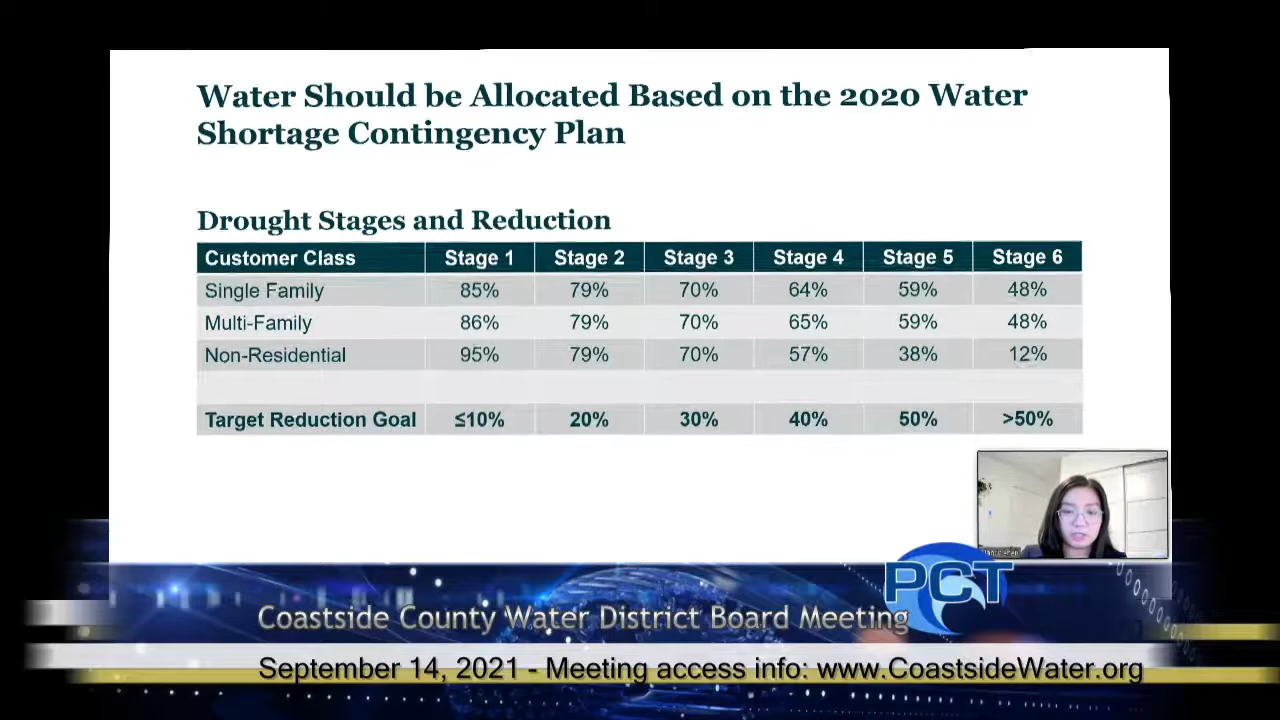 Water Should be Allocated Based on the 2020 Water
Shortage Contingency Plan
Drought Stages and Reduction
Customer Class Stage 1 Stage 2 Stage 3 Stage 4 Stage 5 Stage 6
Single Family 85% 79% 70% 64% 59% 48%
Multi-Family 86% 79% 70% 65% 59% 48%
Non-Residential 95% 79% 70% 57% 38% 12%
Target Reduction Goal ≤10% 20% 30% 40% 50% >50%
PCT
Coastside County Water District Board Meeting
September 14, 2021 - Meeting access info: www.CoastsideWater.org